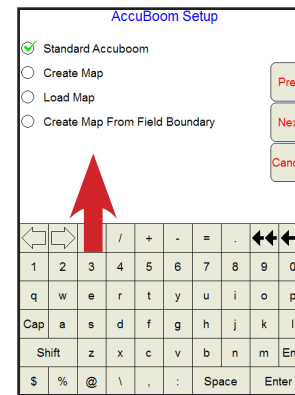 AccuBoom Setup
Standard Accuboom
Create Map
Load Map
Create Map From Field Boundary
/ + - = .
1 2 3 4 5 6 7 8 9 0
q w e r t y u i o p
Cap a s d f g h j k l
Shift z x c v b n m
$ % @ \ , : Space Enter